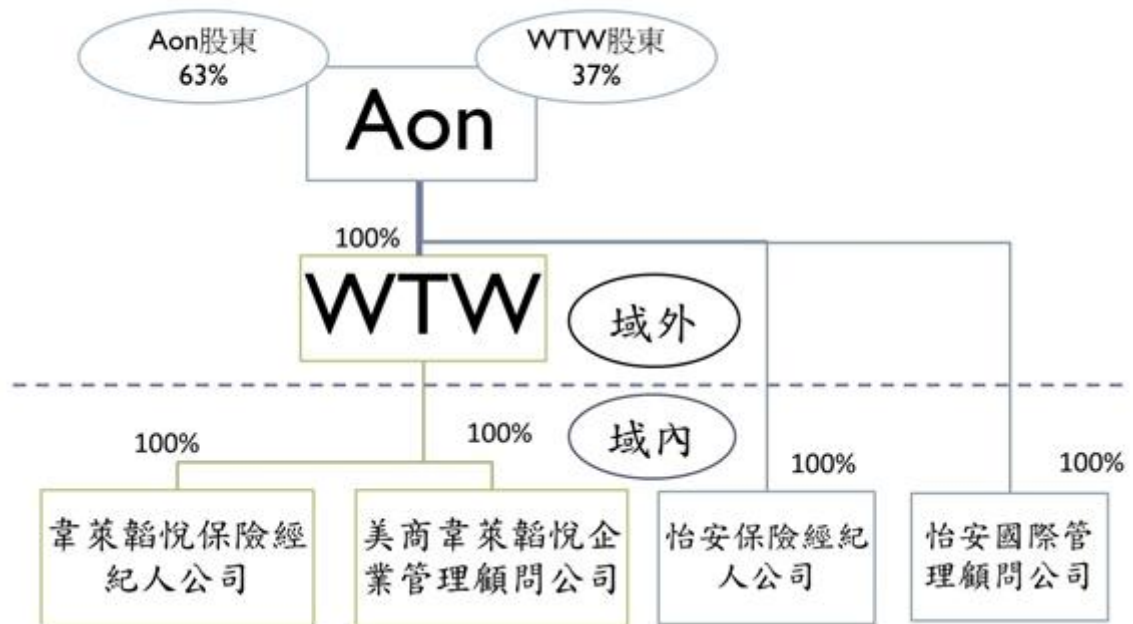 Aon股東
63%
WTW股東
37%
Aon
100%
WTW
域外
域內
100%
100%
100%
100%
韋萊韜悅保險經
紀人公司
美商韋萊韜悅企
業管理顧問公司
怡安保險經紀
人公司
怡安國際管
理顧問公司